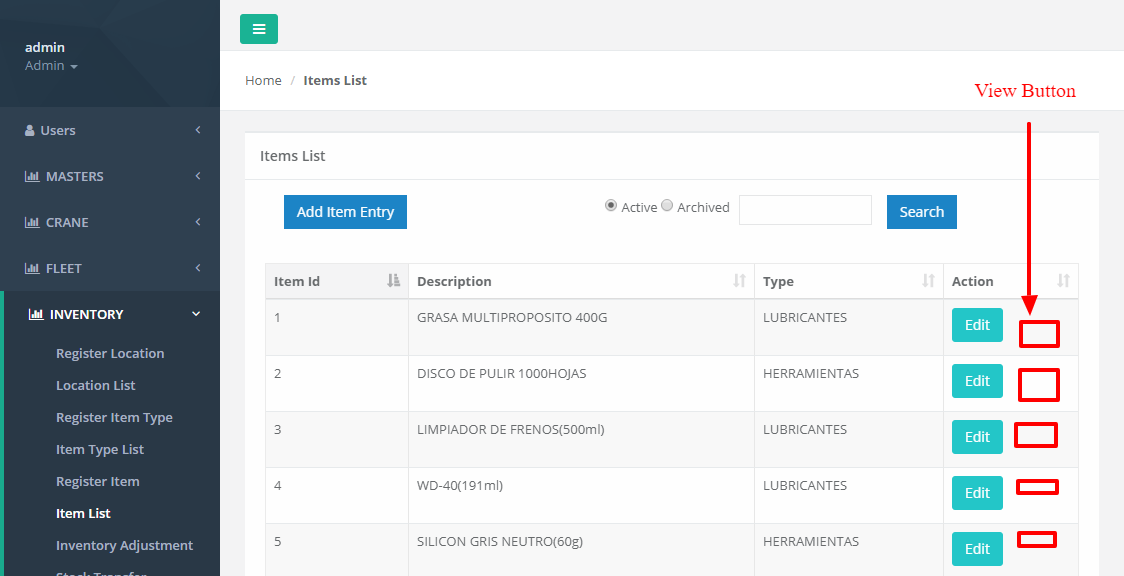 admin
Admin
Users
MASTERS
CRANE
FLEET
INVENTORY
Register Location
Location List
Register Item Type
Item Type List
Register Item
Item List
Inventory Adjustment
Stock Transfer
Home / Items List
View Button
Items List
Add Item Entry Active Archived Search
Item Id Description Type Action
1 GRASA MULTIPROPOSITO 400G LUBRICANTES Edit
2 DISCO DE PULIR 1000HOJAS HERRAMIENTAS Edit
3 LIMPIADOR DE FRENOS(500ml) LUBRICANTES Edit
4 WD-40(191ml) LUBRICANTES Edit
5 SILICON GRIS NEUTRO(60g) HERRAMIENTAS Edit